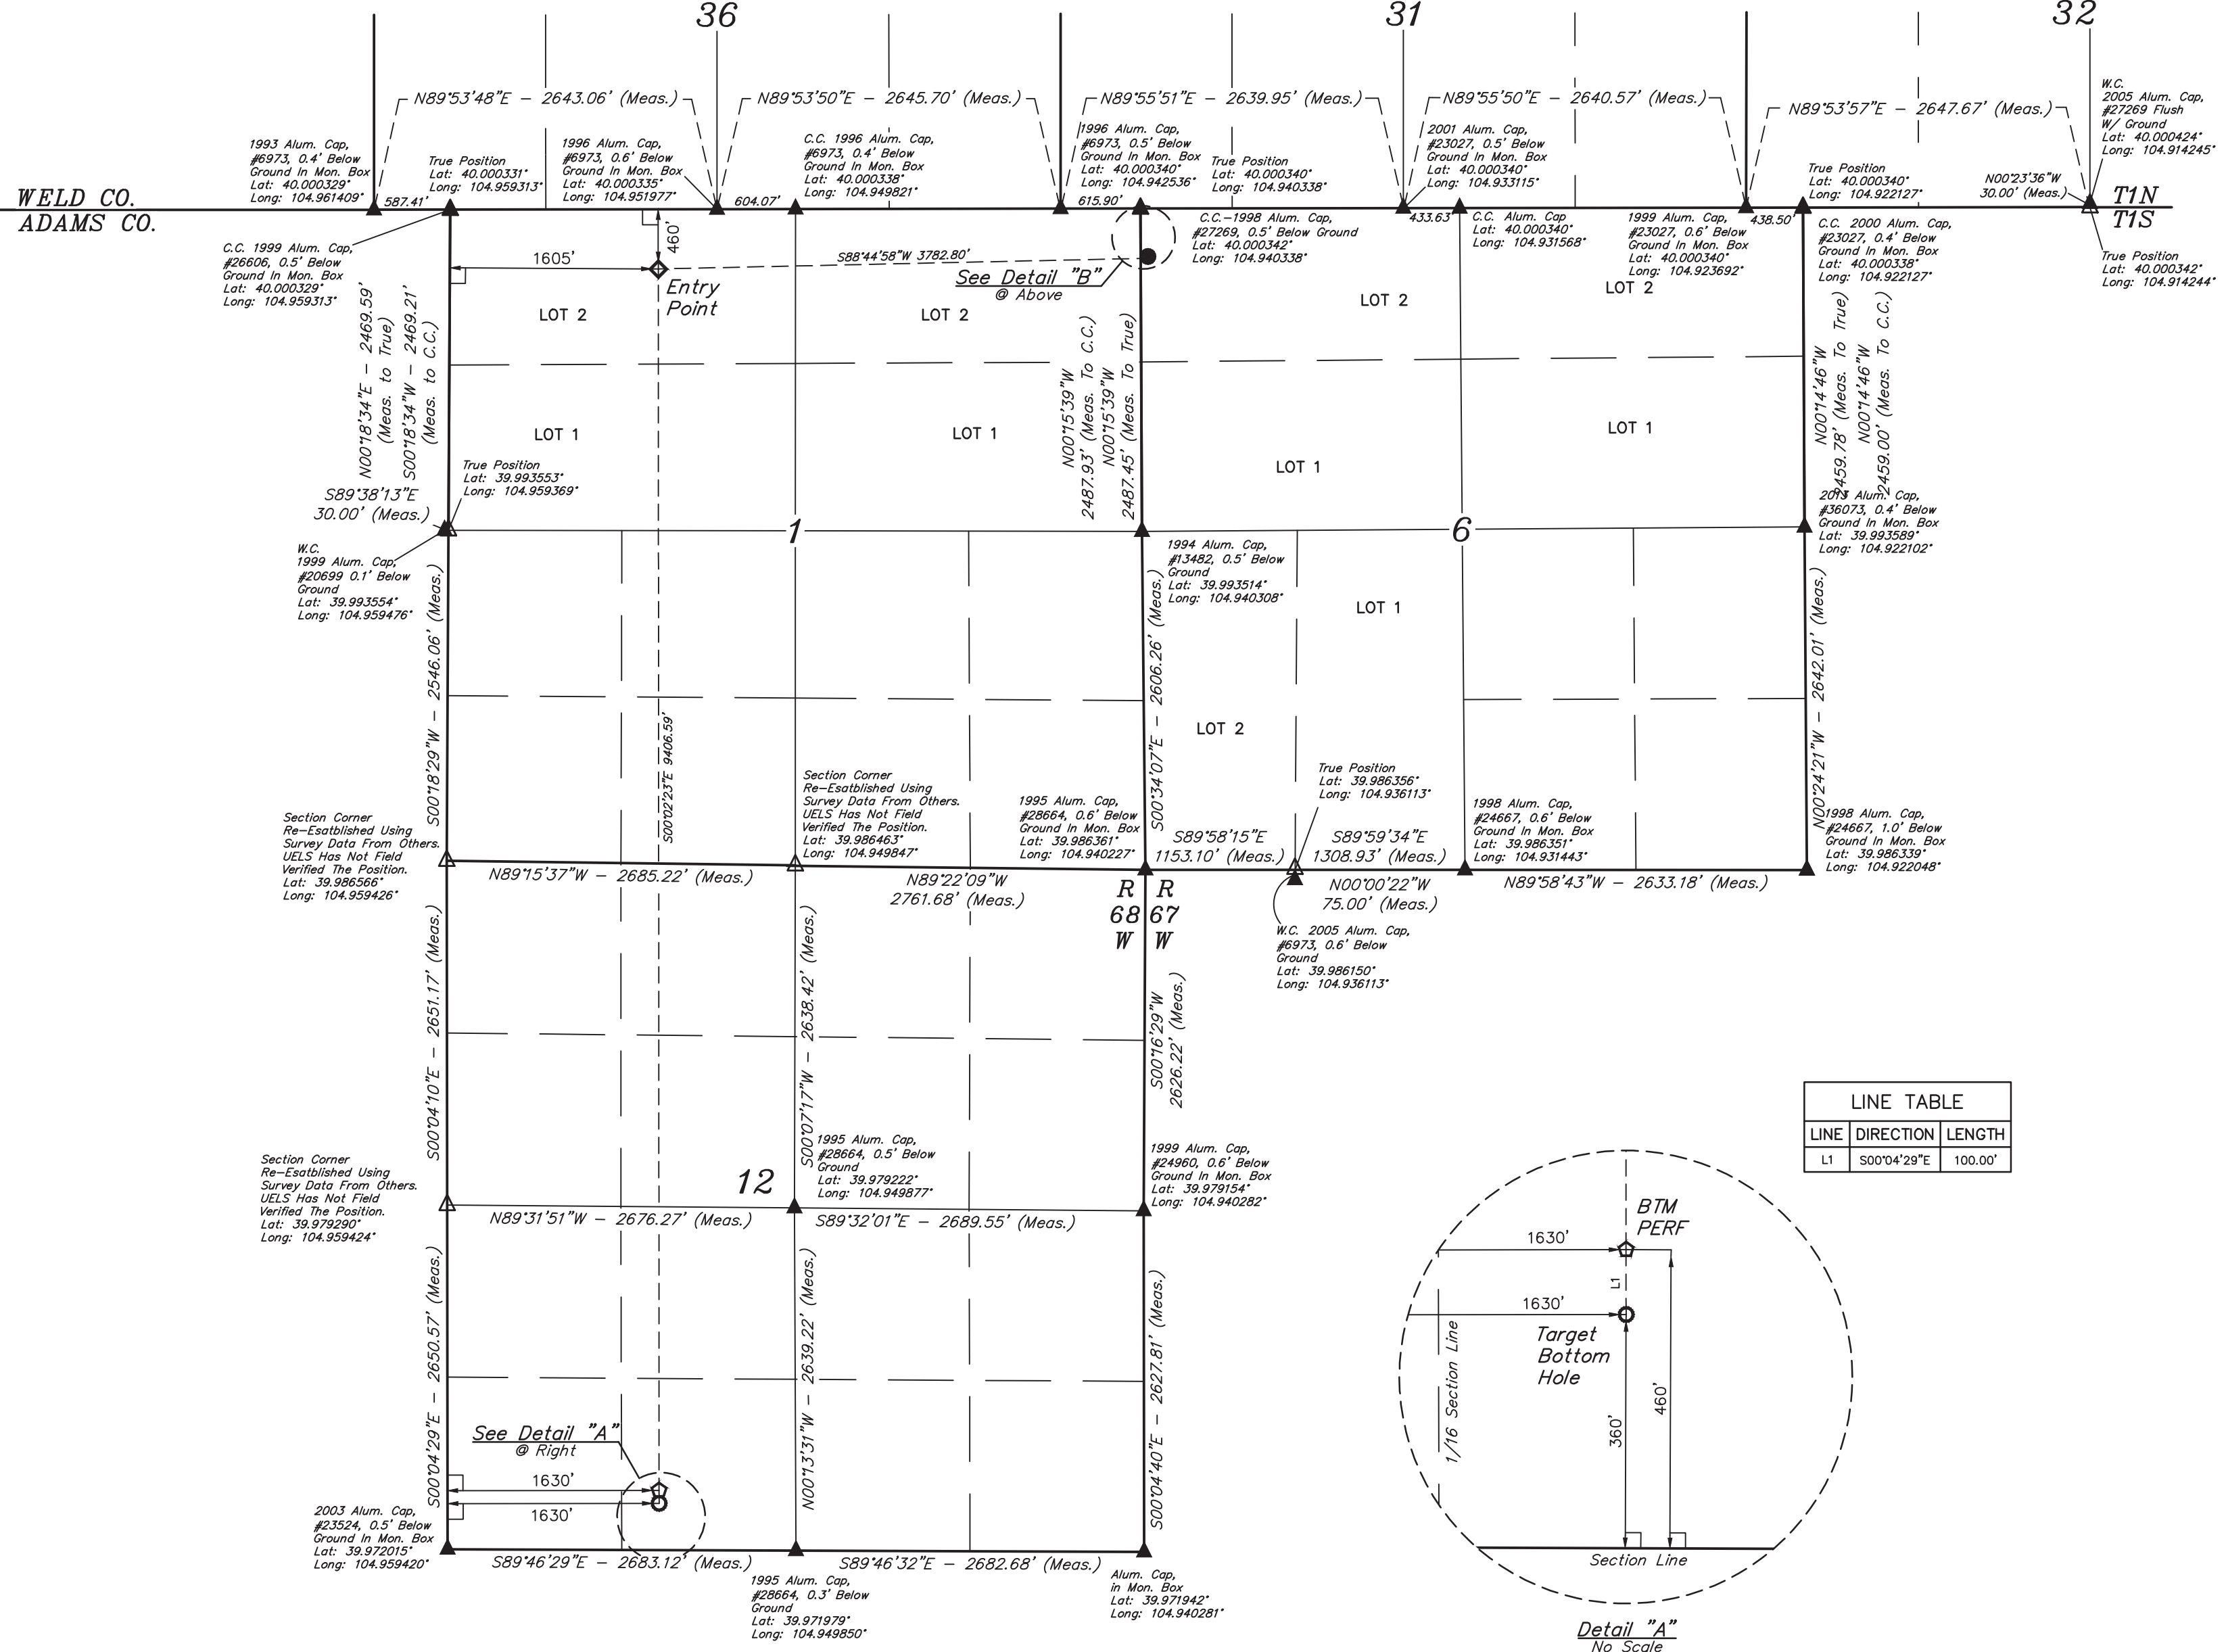 36
31
32
N89°53'48"E - 2643.06' (Meas.)
N89°53'50"E - 2645.70' (Meas.)
N89°55'51"E - 2639.95' (Meas.)
N89°55'50"E - 2640.57' (Meas.)
N89°53'57"E - 2647.67' (Meas.)
W.C.
2005 Alum. Cap,
#27269 Flush
W/ Ground
Lat: 40.000424°
Long: 104.914245°
1993 Alum. Cap,
#6973, 0.4' Below
Ground In Mon. Box
Lat: 40.000329°
Long: 104.961409°
True Position
Lat: 40.000331°
Long: 104.959313°
1996 Alum. Cap,
#6973, 0.6' Below
Ground In Mon. Box
Lat: 40.000335°
Long: 104.951977°
C.C. 1996 Alum. Cap,
#6973, 0.4' Below
Ground In Mon. Box
Lat: 40.000338°
Long: 104.949821°
1996 Alum. Cap,
#6973, 0.5' Below
Ground In Mon. Box
Lat: 40.000340°
Long: 104.942536°
True Position
Lat: 40.000340°
Long: 104.940338°
2001 Alum. Cap,
#23027, 0.5' Below
Ground In Mon. Box
Lat: 40.000340°
Long: 104.933115°
True Position
Lat: 40.000340°
Long: 104.922127°
N00°23'36"W
30.00' (Meas.)
WELD CO.
ADAMS CO.
T1N
T1S
587.41'
604.07'
615.90'
433.63'
438.50'
C.C. 1999 Alum. Cap,
#26606, 0.5' Below
Ground In Mon. Box
Lat: 40.000329°
Long: 104.959313°
460'
1605'
Entry
Point
S88°44'58"W 3782.80'
See Detail "B"
@ Above
C.C.-1998 Alum. Cap,
#27269, 0.5' Below Ground
Lat: 40.000342°
Long: 104.940338°
C.C. Alum. Cap
Lat: 40.000340°
Long: 104.931568°
1999 Alum. Cap,
#23027, 0.6' Below
Ground In Mon. Box
Lat: 40.000340°
Long: 104.923692°
C.C. 2000 Alum. Cap,
#23027, 0.4' Below
Ground In Mon. Box
Lat: 40.000338°
Long: 104.922127°
True Position
Lat: 40.000342°
Long: 104.914244°
LOT 2
LOT 2
LOT 2
LOT 2
N00°18'34"E - 2469.59'
(Meas. to True)
S00°18'34"W - 2469.21'
(Meas. to C.C.)
N00°15'39"W
2487.93' (Meas. To C.C.)
N00°15'39"W
2487.45' (Meas. To True)
N00°14'46"W
2459.78' (Meas. To True)
N00°14'46"W
2459.00' (Meas. To C.C.)
LOT 1
LOT 1
LOT 1
LOT 1
True Position
Lat: 39.993553°
Long: 104.959369°
S89°38'13"E
30.00' (Meas.)
W.C.
1999 Alum. Cap,
#20699 0.1' Below
Ground
Lat: 39.993554°
Long: 104.959476°
1
6
2013 Alum. Cap,
#36073, 0.4' Below
Ground In Mon. Box
Lat: 39.993589°
Long: 104.922102°
1994 Alum. Cap,
#13482, 0.5' Below
Ground
Lat: 39.993514°
Long: 104.940308°
LOT 1
LOT 2
S00°18'29"W - 2546.06' (Meas.)
S00°02'23"E 9406.59'
S00°34'07"E - 2606.26' (Meas.)
N00°24'21"W - 2642.01' (Meas.)
Section Corner
Re-Esatblished Using
Survey Data From Others.
UELS Has Not Field
Verified The Position.
Lat: 39.986566°
Long: 104.959426°
Section Corner
Re-Esatblished Using
Survey Data From Others.
UELS Has Not Field
Verified The Position.
Lat: 39.986463°
Long: 104.949847°
1995 Alum. Cap,
#28664, 0.6' Below
Ground In Mon. Box
Lat: 39.986361°
Long: 104.940227°
True Position
Lat: 39.986356°
Long: 104.936113°
S89°58'15"E
1153.10' (Meas.)
S89°59'34"E
1308.93' (Meas.)
1998 Alum. Cap,
#24667, 0.6' Below
Ground In Mon. Box
Lat: 39.986351°
Long: 104.931443°
1998 Alum. Cap,
#24667, 1.0' Below
Ground In Mon. Box
Lat: 39.986339°
Long: 104.922048°
N89°15'37"W - 2685.22' (Meas.)
N89°22'09"W
2761.68' (Meas.)
N00°00'22"W
75.00' (Meas.)
N89°58'43"W - 2633.18' (Meas.)
R R
68 67
W W
W.C. 2005 Alum. Cap,
#6973, 0.6' Below
Ground
Lat: 39.986150°
Long: 104.936113°
S00°04'10"E - 2651.17' (Meas.)
S00°07'17"W - 2638.42' (Meas.)
S00°16'29"W
2626.22' (Meas.)
Section Corner
Re-Esatblished Using
Survey Data From Others.
UELS Has Not Field
Verified The Position.
Lat: 39.979290°
Long: 104.959424°
12
1995 Alum. Cap,
#28664, 0.5' Below
Ground
Lat: 39.979222°
Long: 104.949877°
1999 Alum. Cap,
#24960, 0.6' Below
Ground In Mon. Box
Lat: 39.979154°
Long: 104.940282°
N89°31'51"W - 2676.27' (Meas.)
S89°32'01"E - 2689.55' (Meas.)
S00°04'29"E - 2650.57' (Meas.)
N00°13'31"W - 2639.22' (Meas.)
S00°04'40"E - 2627.81' (Meas.)
See Detail "A"
@ Right
1630'
1630'
2003 Alum. Cap,
#23524, 0.5' Below
Ground In Mon. Box
Lat: 39.972015°
Long: 104.959420°
S89°46'29"E - 2683.12' (Meas.)
S89°46'32"E - 2682.68' (Meas.)
1995 Alum. Cap,
#28664, 0.3' Below
Ground
Lat: 39.971979°
Long: 104.949850°
Alum. Cap,
in Mon. Box
Lat: 39.971942°
Long: 104.940281°
LINE TABLE
LINE DIRECTION LENGTH
L1 S00°04'29"E 100.00'
BTM
PERF
1630'
L1
1630'
Target
Bottom
Hole
1/16 Section Line
360'
460'
Section Line
Detail "A"
No Scale